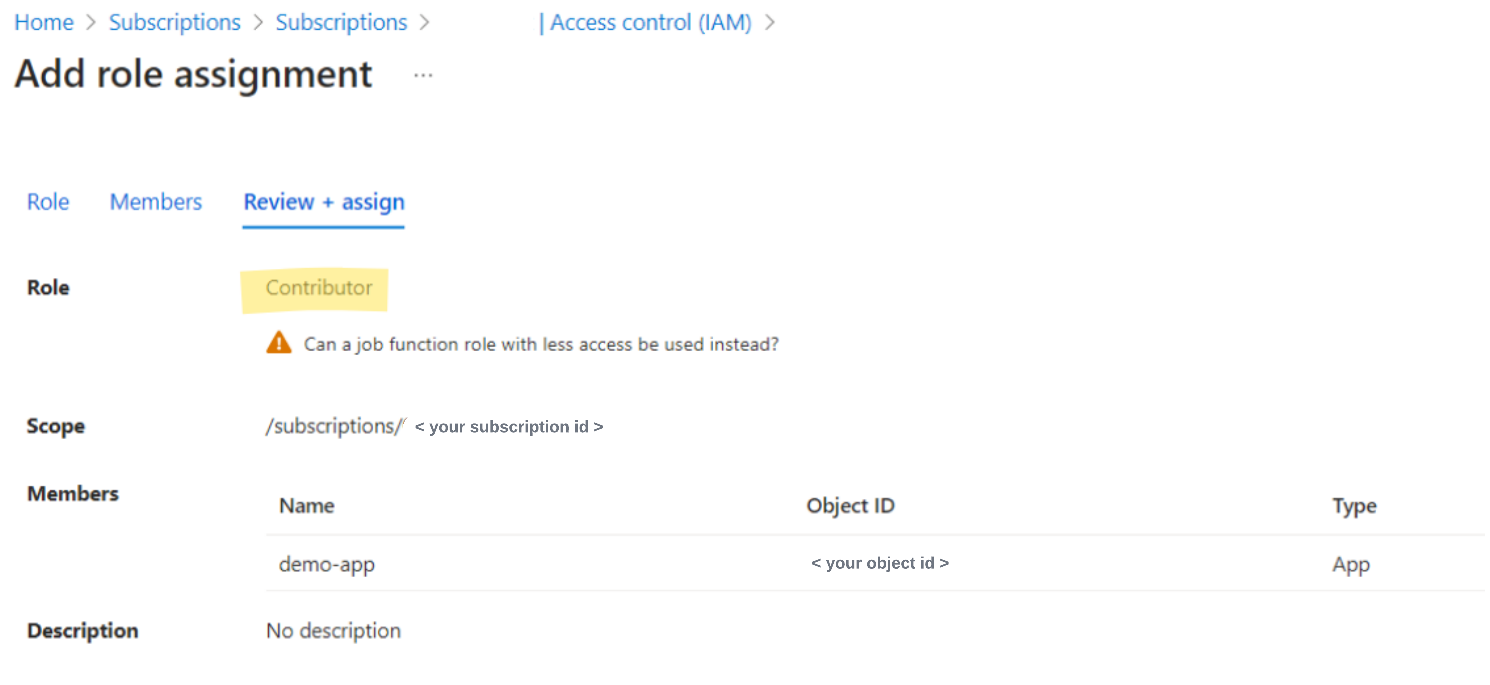 Home > Subscriptions > Subscriptions > | Access control (IAM) >
Add role assignment ...
Role Members Review + assign
Role Contributor
Can a job function role with less access be used instead?
Scope /subscriptions/ < your subscription id >
Members Name Object ID Type
demo-app < your object id > App
Description No description